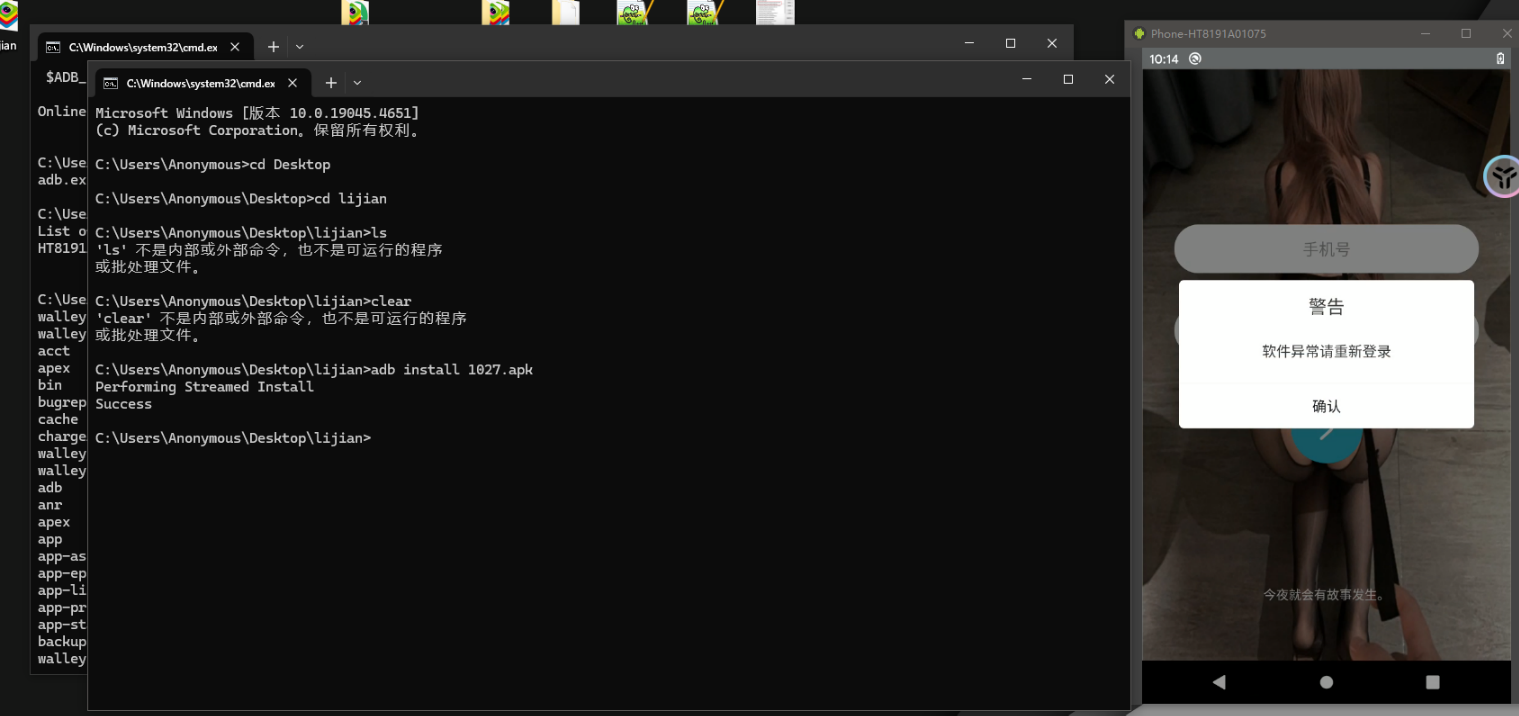 jian
C:\Windows\system32\cmd.ex
$ADB_
Online
C:\Use
adb.ex
C:\Use
List o
HT8191
C:\Use
walley
walley
acct
apex
bin
bugrep
cache
charge
walley
walley
adb
anr
apex
app
app-as
app-ep
app-li
app-pr
app-st
backup
walley
C:\Windows\system32\cmd.ex
Microsoft Windows [版本 10.0.19045.4651]
(c) Microsoft Corporation。保留所有权利。
C:\Users\Anonymous>cd Desktop
C:\Users\Anonymous\Desktop>cd lijian
C:\Users\Anonymous\Desktop\lijian>ls
'ls' 不是内部或外部命令，也不是可运行的程序
或批处理文件。
C:\Users\Anonymous\Desktop\lijian>clear
'clear' 不是内部或外部命令，也不是可运行的程序
或批处理文件。
C:\Users\Anonymous\Desktop\lijian>adb install 1027.apk
Performing Streamed Install
Success
C:\Users\Anonymous\Desktop\lijian>
Phone-HT8191A01075
10:14
手机号
警告
软件异常请重新登录
确认
今夜就会有故事发生。